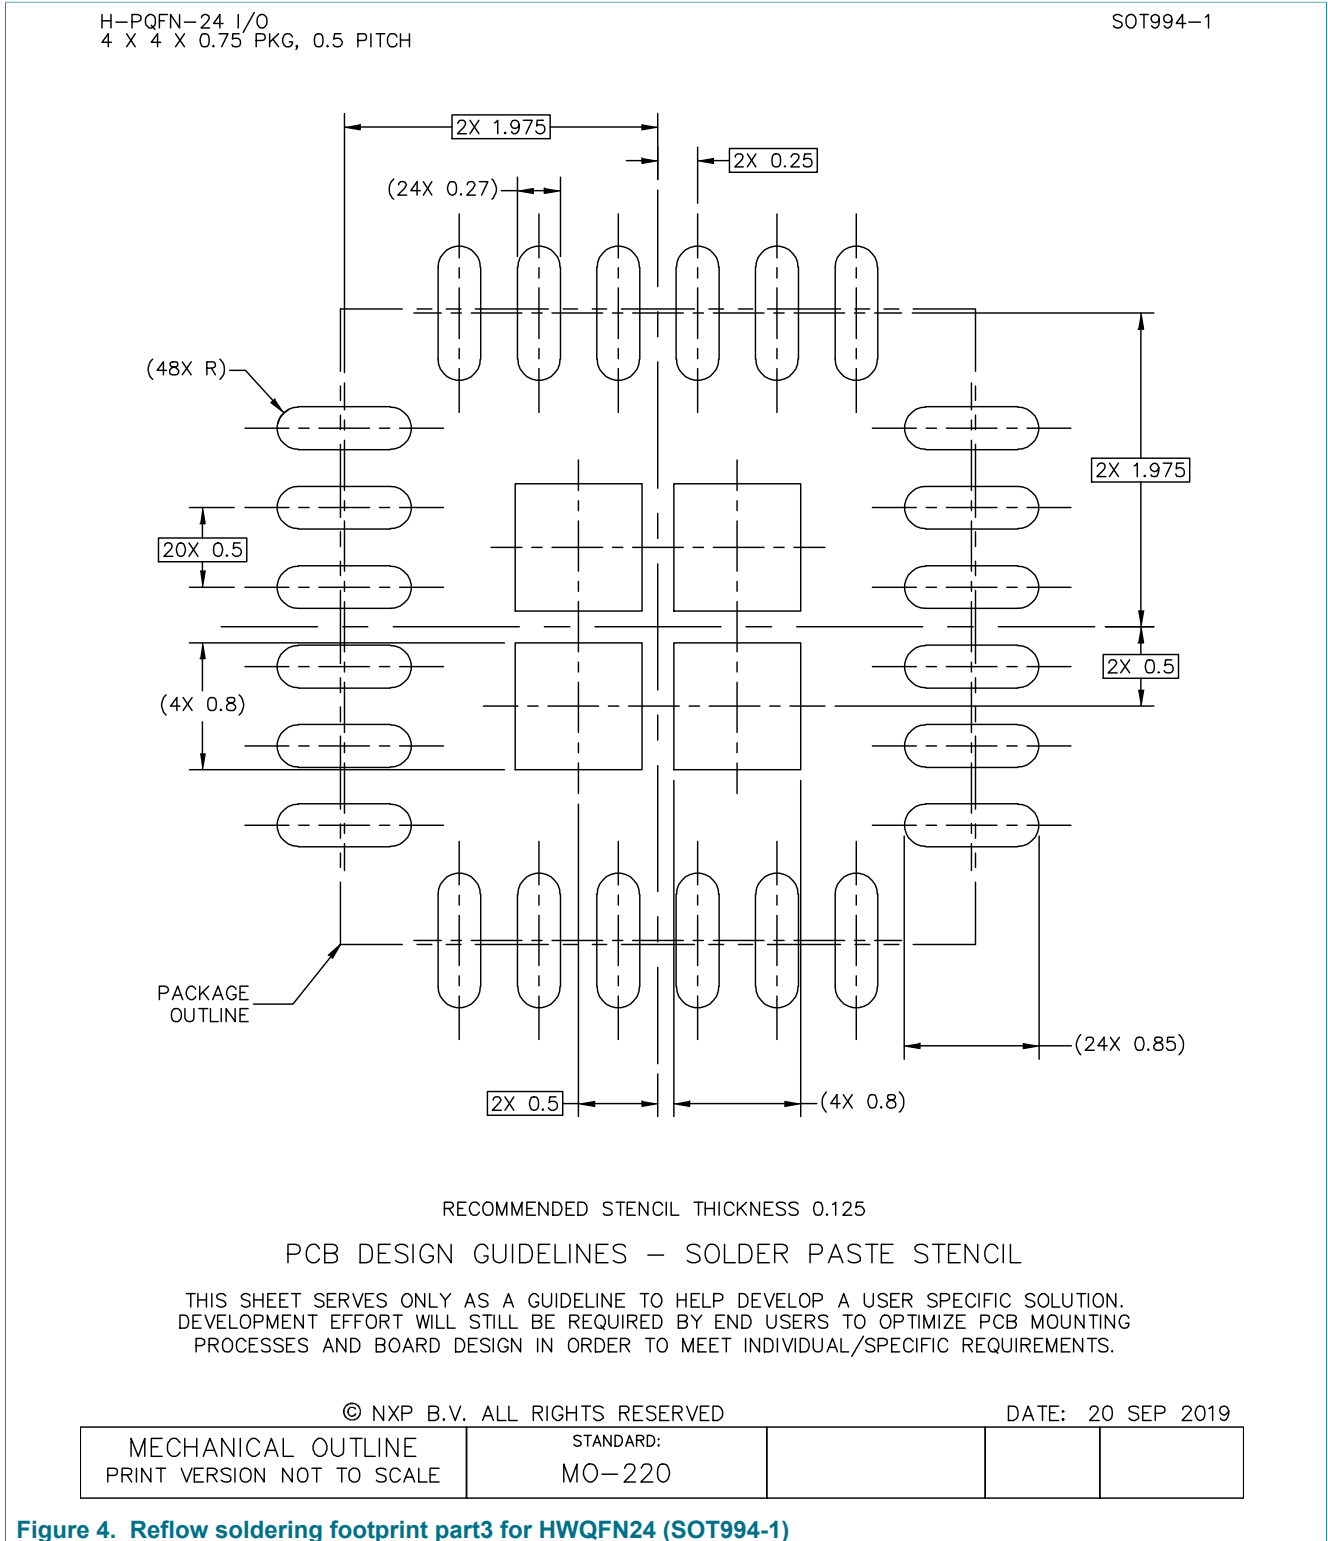 H-PQFN-24 I/O
4 X 4 X 0.75 PKG, 0.5 PITCH
SOT994-1
2X 1.975
2X 0.25
(24X 0.27)
(48X R)
2X 1.975
20X 0.5
2X 0.5
(4X 0.8)
PACKAGE
OUTLINE
(24X 0.85)
2X 0.5
(4X 0.8)
RECOMMENDED STENCIL THICKNESS 0.125
PCB DESIGN GUIDELINES - SOLDER PASTE STENCIL
THIS SHEET SERVES ONLY AS A GUIDELINE TO HELP DEVELOP A USER SPECIFIC SOLUTION.
DEVELOPMENT EFFORT WILL STILL BE REQUIRED BY END USERS TO OPTIMIZE PCB MOUNTING
PROCESSES AND BOARD DESIGN IN ORDER TO MEET INDIVIDUAL/SPECIFIC REQUIREMENTS.
© NXP B.V. ALL RIGHTS RESERVED
DATE: 20 SEP 2019
MECHANICAL OUTLINE
PRINT VERSION NOT TO SCALE
STANDARD:
MO-220
Figure 4. Reflow soldering footprint part3 for HWQFN24 (SOT994-1)